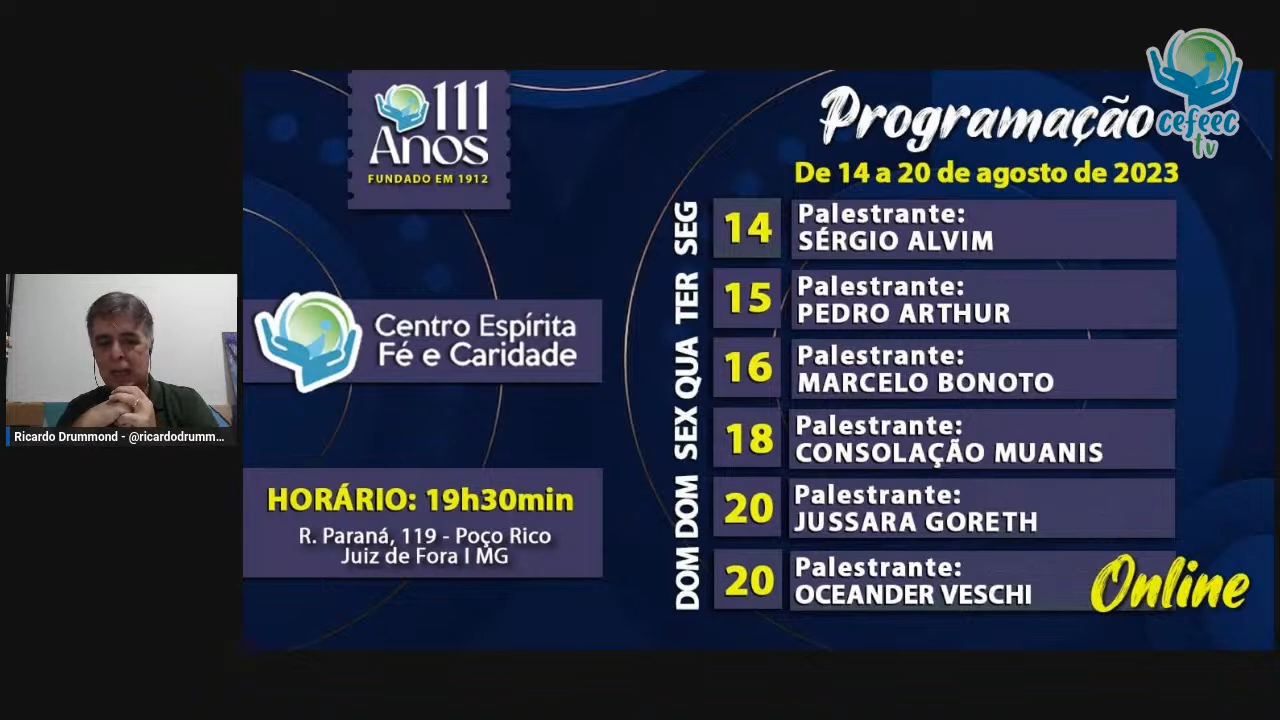 cefeec
tv
111
Anos
FUNDADO EM 1912
Programação
De 14 a 20 de agosto de 2023
SEG
14
Palestrante:
SÉRGIO ALVIM
TER
15
Palestrante:
PEDRO ARTHUR
QUA
16
Palestrante:
MARCELO BONOTO
SEX
18
Palestrante:
CONSOLAÇÃO MUANIS
DOM
20
Palestrante:
JUSSARA GORETH
DOM
20
Palestrante:
OCEANDER VESCHI
Online
Centro Espírita
Fé e Caridade
HORÁRIO: 19h30min
R. Paraná, 119 - Poço Rico
Juiz de Fora I MG
Ricardo Drummond - @ricardodrumm...